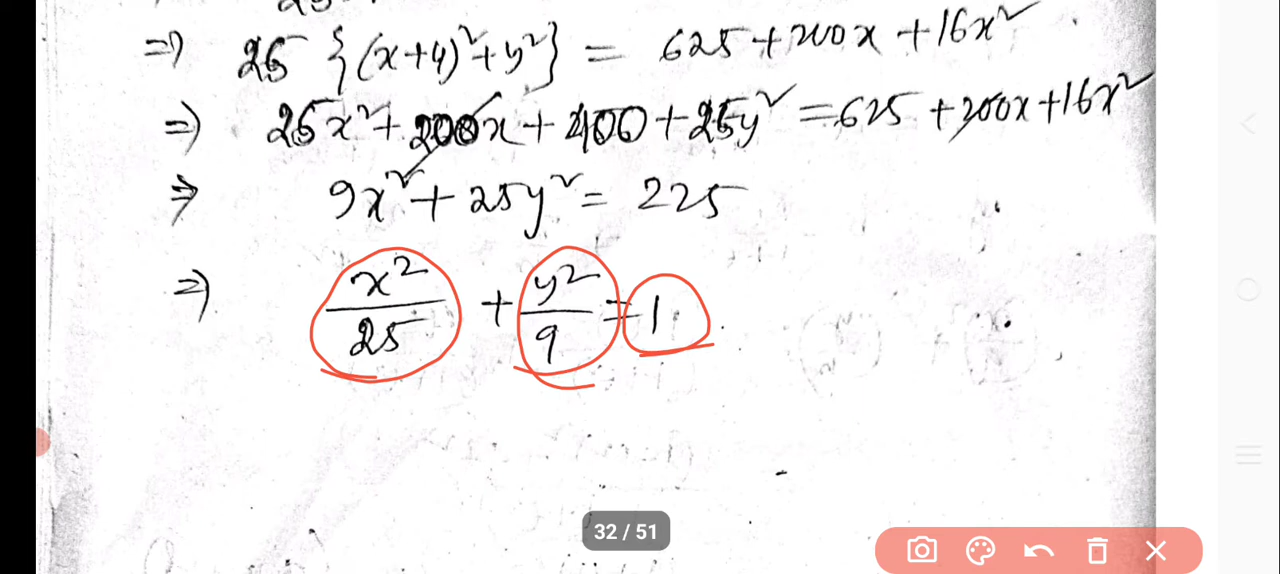 ⇒ 25 {(x+4)²+y²} = 625+200x+16x²
⇒ 25x²+200x+400+25y²=625+200x+16x²
⇒ 9x²+25y²=225
⇒ x²/25 + y²/9 = 1
32 / 51